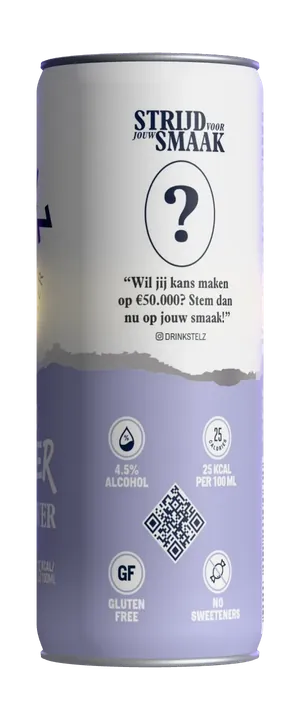 STRIJD VOOR
JOUW SMAAK
?
“Wil jij kans maken
op €50.000? Stem dan
nu op jouw smaak!”
DRINKSTELZ
%
4.5%
ALCOHOL
25
CALORIES
25 KCAL
PER 100 ML
GF
GLUTEN
FREE
NO
SWEETENERS